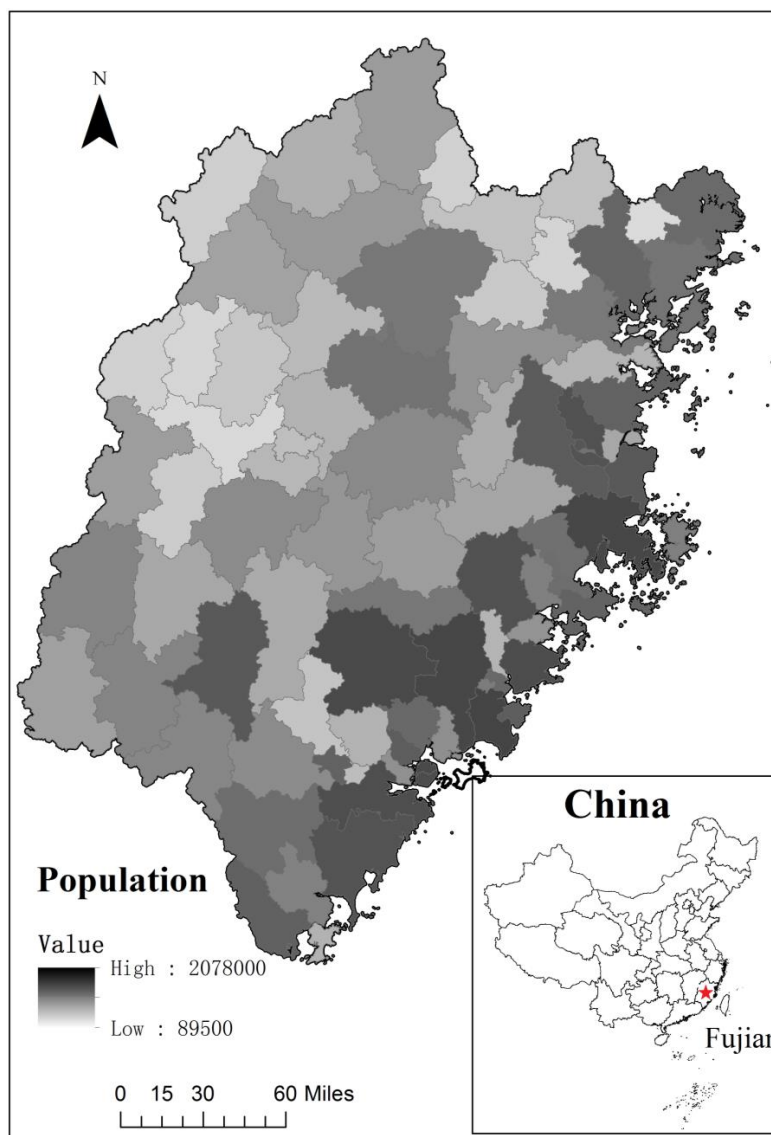 N
China
Fujian
Population
Value
High : 2078000
Low : 89500
0 15 30 60 Miles